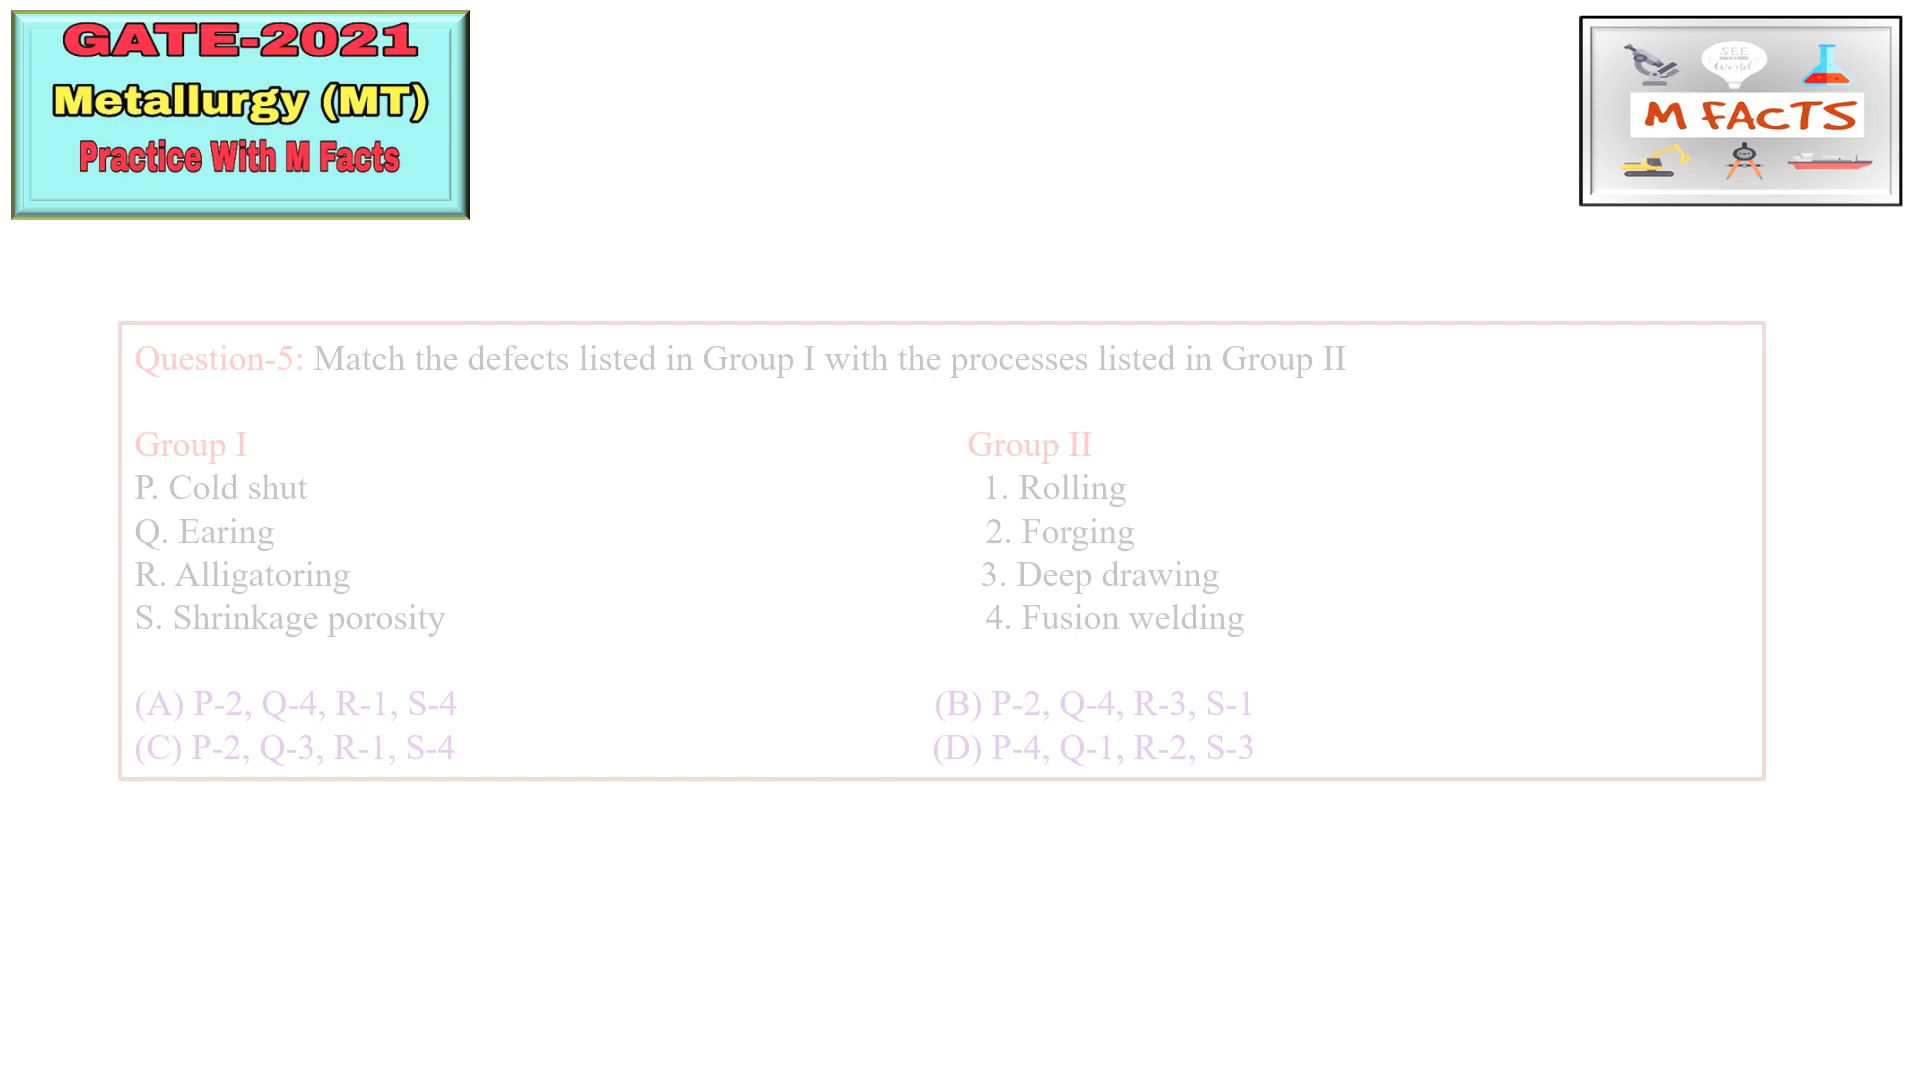 GATE-2021
Metallurgy (MT)
Practice With M Facts
SEE
THE
World
M FACTS
Question-5: Match the defects listed in Group I with the processes listed in Group II
Group I Group II
P. Cold shut 1. Rolling
Q. Earing 2. Forging
R. Alligatoring 3. Deep drawing
S. Shrinkage porosity 4. Fusion welding
(A) P-2, Q-4, R-1, S-4 (B) P-2, Q-4, R-3, S-1
(C) P-2, Q-3, R-1, S-4 (D) P-4, Q-1, R-2, S-3